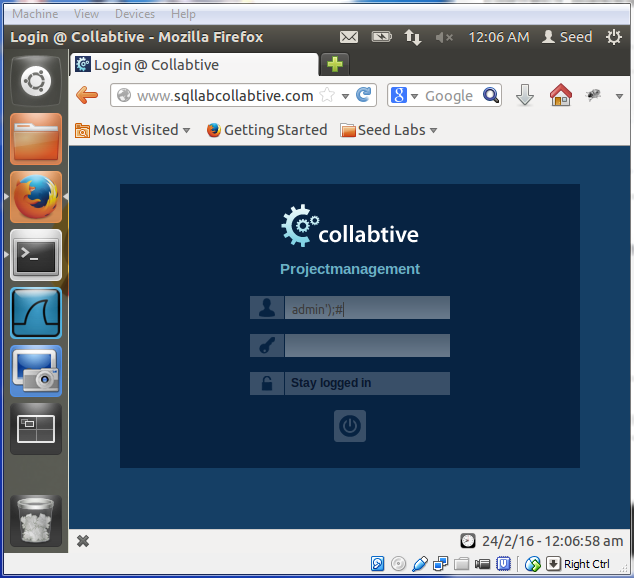 Machine View Devices Help
Login @ Collabtive - Mozilla Firefox 12:06 AM Seed
Login @ Collabtive
www.sqllabcollabtive.com Google
Most Visited Getting Started Seed Labs
collabtive
Projectmanagement
admin');#
Stay logged in
24/2/16 - 12:06:58 am
Right Ctrl